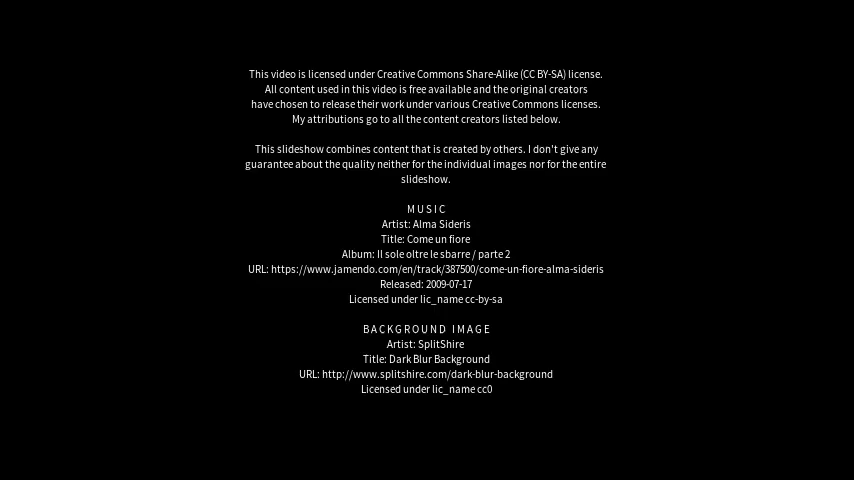 This video is licensed under Creative Commons Share-Alike (CC BY-SA) license.
All content used in this video is free available and the original creators
have chosen to release their work under various Creative Commons licenses.
My attributions go to all the content creators listed below.
This slideshow combines content that is created by others. I don't give any
guarantee about the quality neither for the individual images nor for the entire
slideshow.
MUSIC
Artist: Alma Sideris
Title: Come un fiore
Album: Il sole oltre le sbarre / parte 2
URL: https://www.jamendo.com/en/track/387500/come-un-fiore-alma-sideris
Released: 2009-07-17
Licensed under lic_name cc-by-sa
BACKGROUND IMAGE
Artist: SplitShire
Title: Dark Blur Background
URL: http://www.splitshire.com/dark-blur-background
Licensed under lic_name cc0